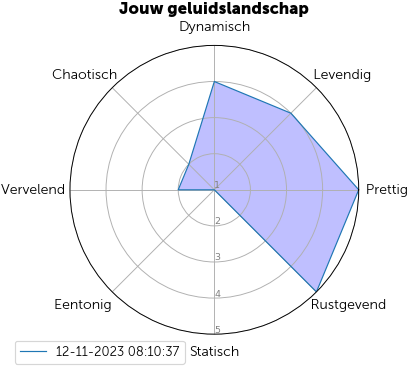 Jouw geluidslandschap
Dynamisch
Chaotisch
Levendig
Vervelend
1
Prettig
2
3
4
Eentonig
Rustgevend
5
12-11-2023 08:10:37
Statisch